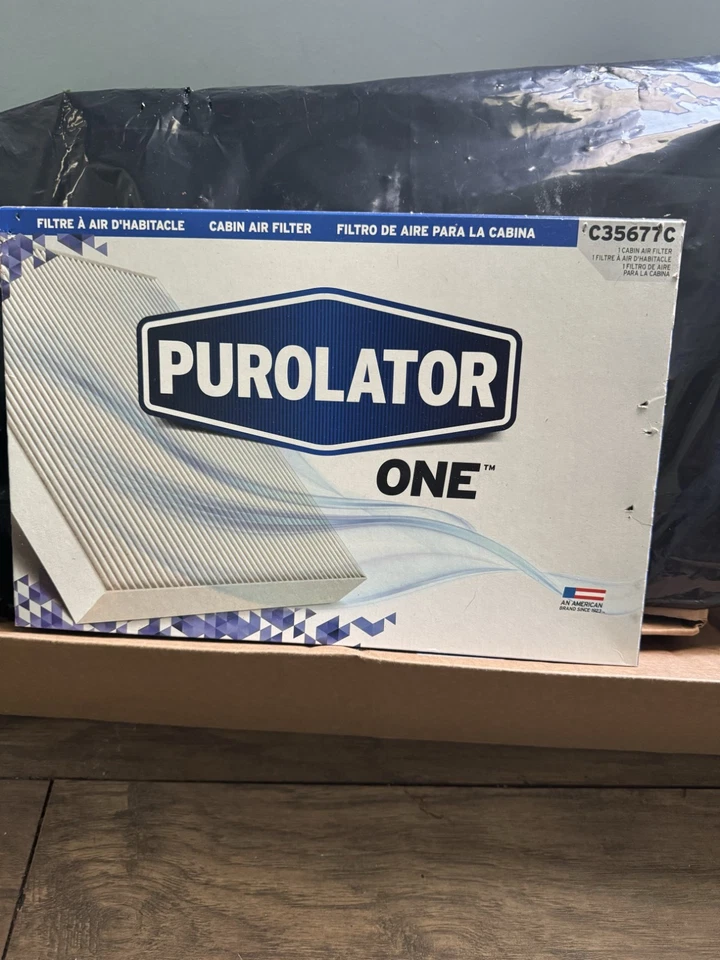 FILTRE À AIR D'HABITACLE CABIN AIR FILTER FILTRO DE AIRE PARA LA CABINA
C35677C
1 CABIN AIR FILTER
1 FILTRE À AIR D'HABITACLE
1 FILTRO DE AIRE
PARA LA CABINA
PUROLATOR
ONE™
AN AMERICAN
BRAND SINCE 1923